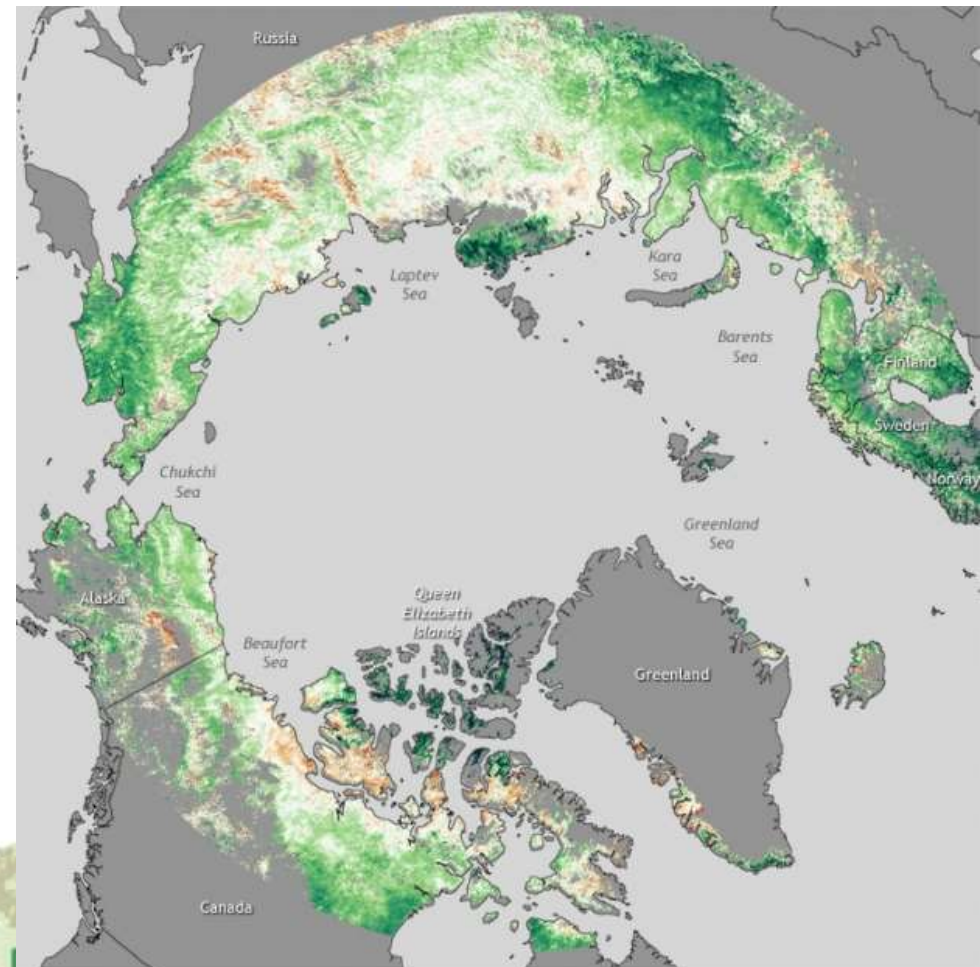 Russia
Laptev
Sea
Kara
Sea
Barents
Sea
Finland
Sweden
Norway
Chukchi
Sea
Greenland
Sea
Alaska
Queen
Elizabeth
Islands
Beaufort
Sea
Greenland
Canada